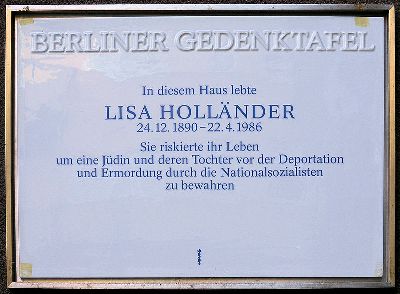 BERLINER GEDENKTAFEL
In diesem Haus lebte
LISA HOLLÄNDER
24.12.1890–22.4.1986
Sie riskierte ihr Leben
um eine Jüdin und deren Tochter vor der Deportation
und Ermordung durch die Nationalsozialisten
zu bewahren